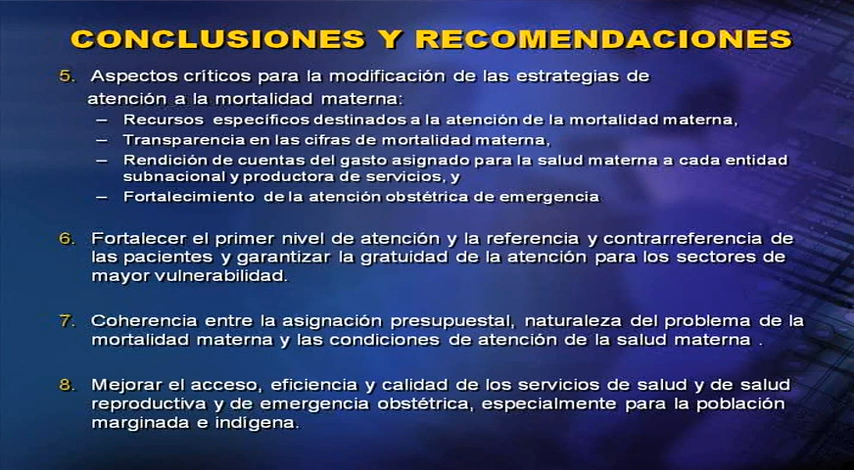 CONCLUSIONES Y RECOMENDACIONES
5. Aspectos críticos para la modificación de las estrategias de
atención a la mortalidad materna:
– Recursos específicos destinados a la atención de la mortalidad materna,
– Transparencia en las cifras de mortalidad materna,
– Rendición de cuentas del gasto asignado para la salud materna a cada entidad
subnacional y productora de servicios, y
– Fortalecimiento de la atención obstétrica de emergencia
6. Fortalecer el primer nivel de atención y la referencia y contrarreferencia de
las pacientes y garantizar la gratuidad de la atención para los sectores de
mayor vulnerabilidad.
7. Coherencia entre la asignación presupuestal, naturaleza del problema de la
mortalidad materna y las condiciones de atención de la salud materna .
8. Mejorar el acceso, eficiencia y calidad de los servicios de salud y de salud
reproductiva y de emergencia obstétrica, especialmente para la población
marginada e indígena.